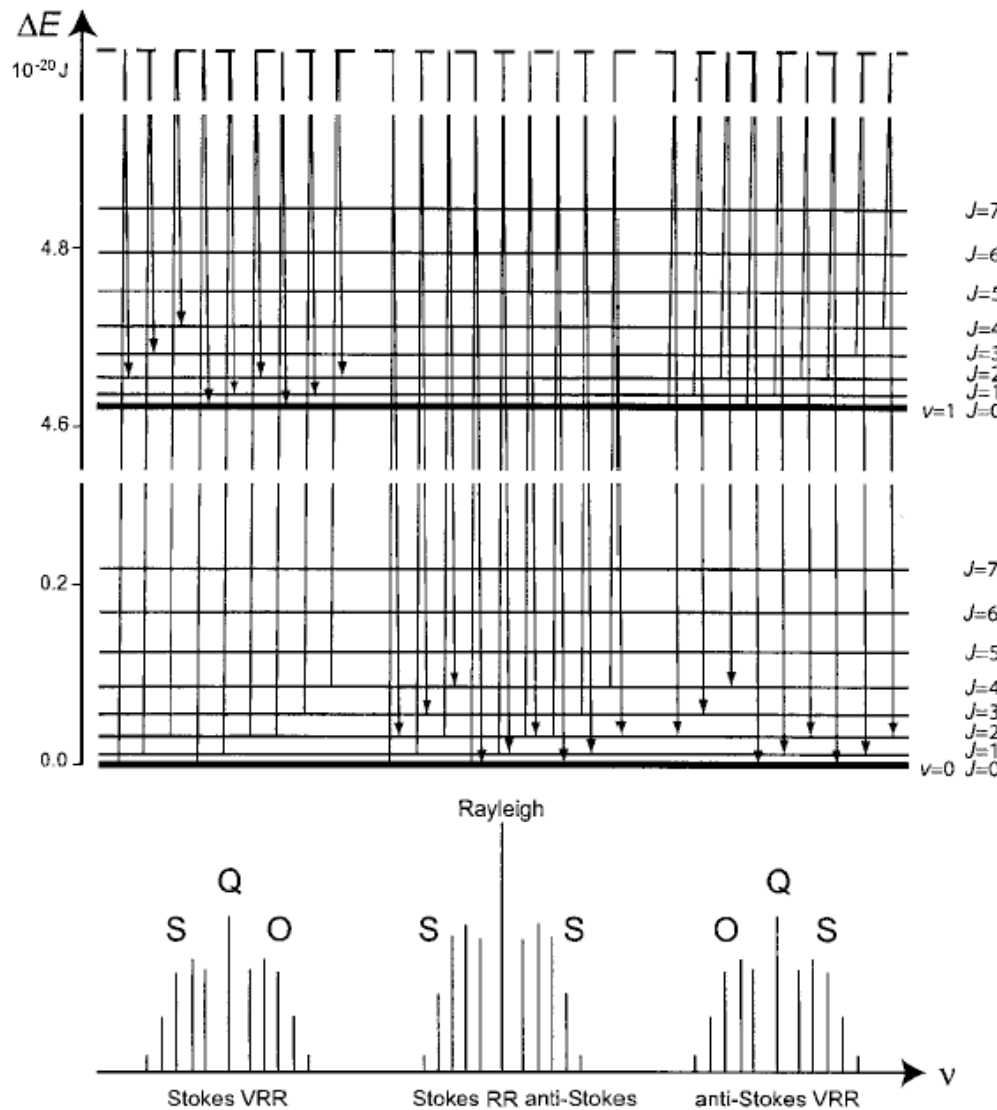 ΔE
10⁻²⁰J
J=7
4.8
J=6
J=5
J=4
J=3
J=2
J=1
v=1 J=0
4.6
0.2
J=7
J=6
J=5
J=4
J=3
J=2
J=1
0.0
v=0 J=0
Rayleigh
Q Q
S O S S O S
ν
Stokes VRR Stokes RR anti-Stokes anti-Stokes VRR